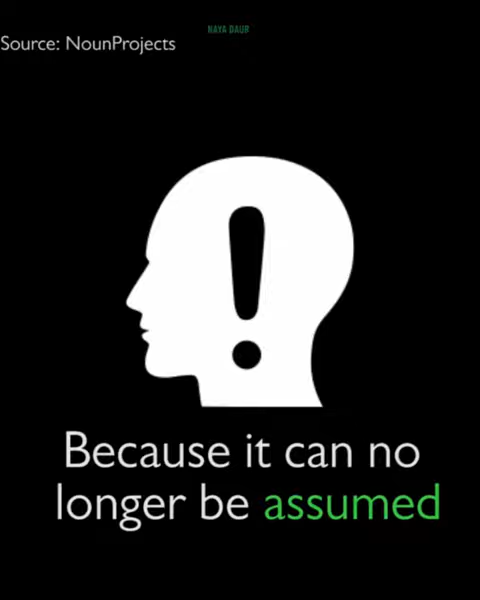 NAYA DAUR
Source: NounProjects
Because it can no
longer be assumed